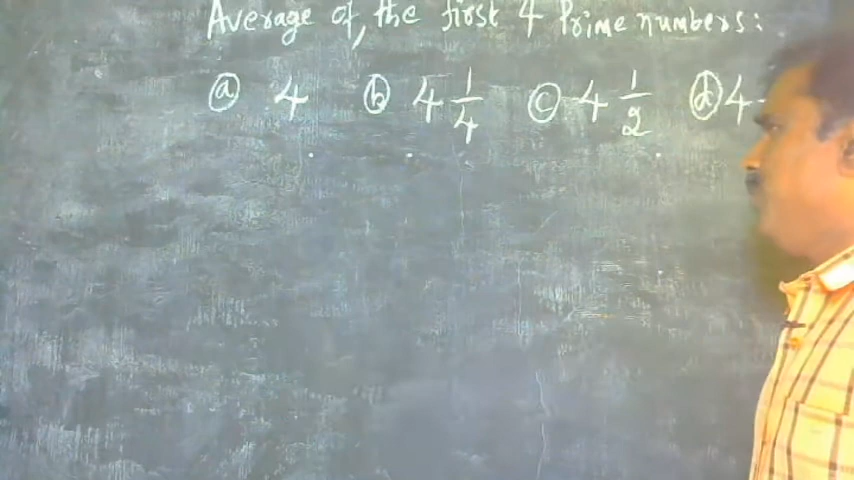 Average of, the first 4 Prime numbers:
ⓐ 4 ⓑ 4 1/4 ⓒ 4 1/2 ⓓ 4